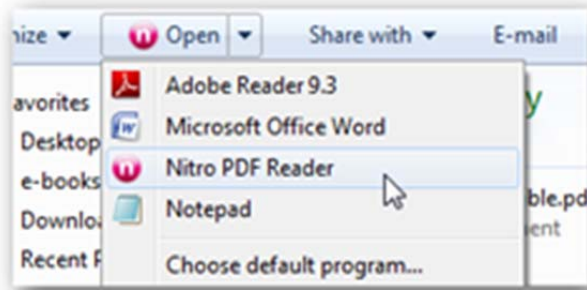 nize Open Share with E-mail
Adobe Reader 9.3
avorites
Microsoft Office Word
Desktop
Nitro PDF Reader
e-books
ble.pd
Notepad
Downloa
ent
Recent P
Choose default program...